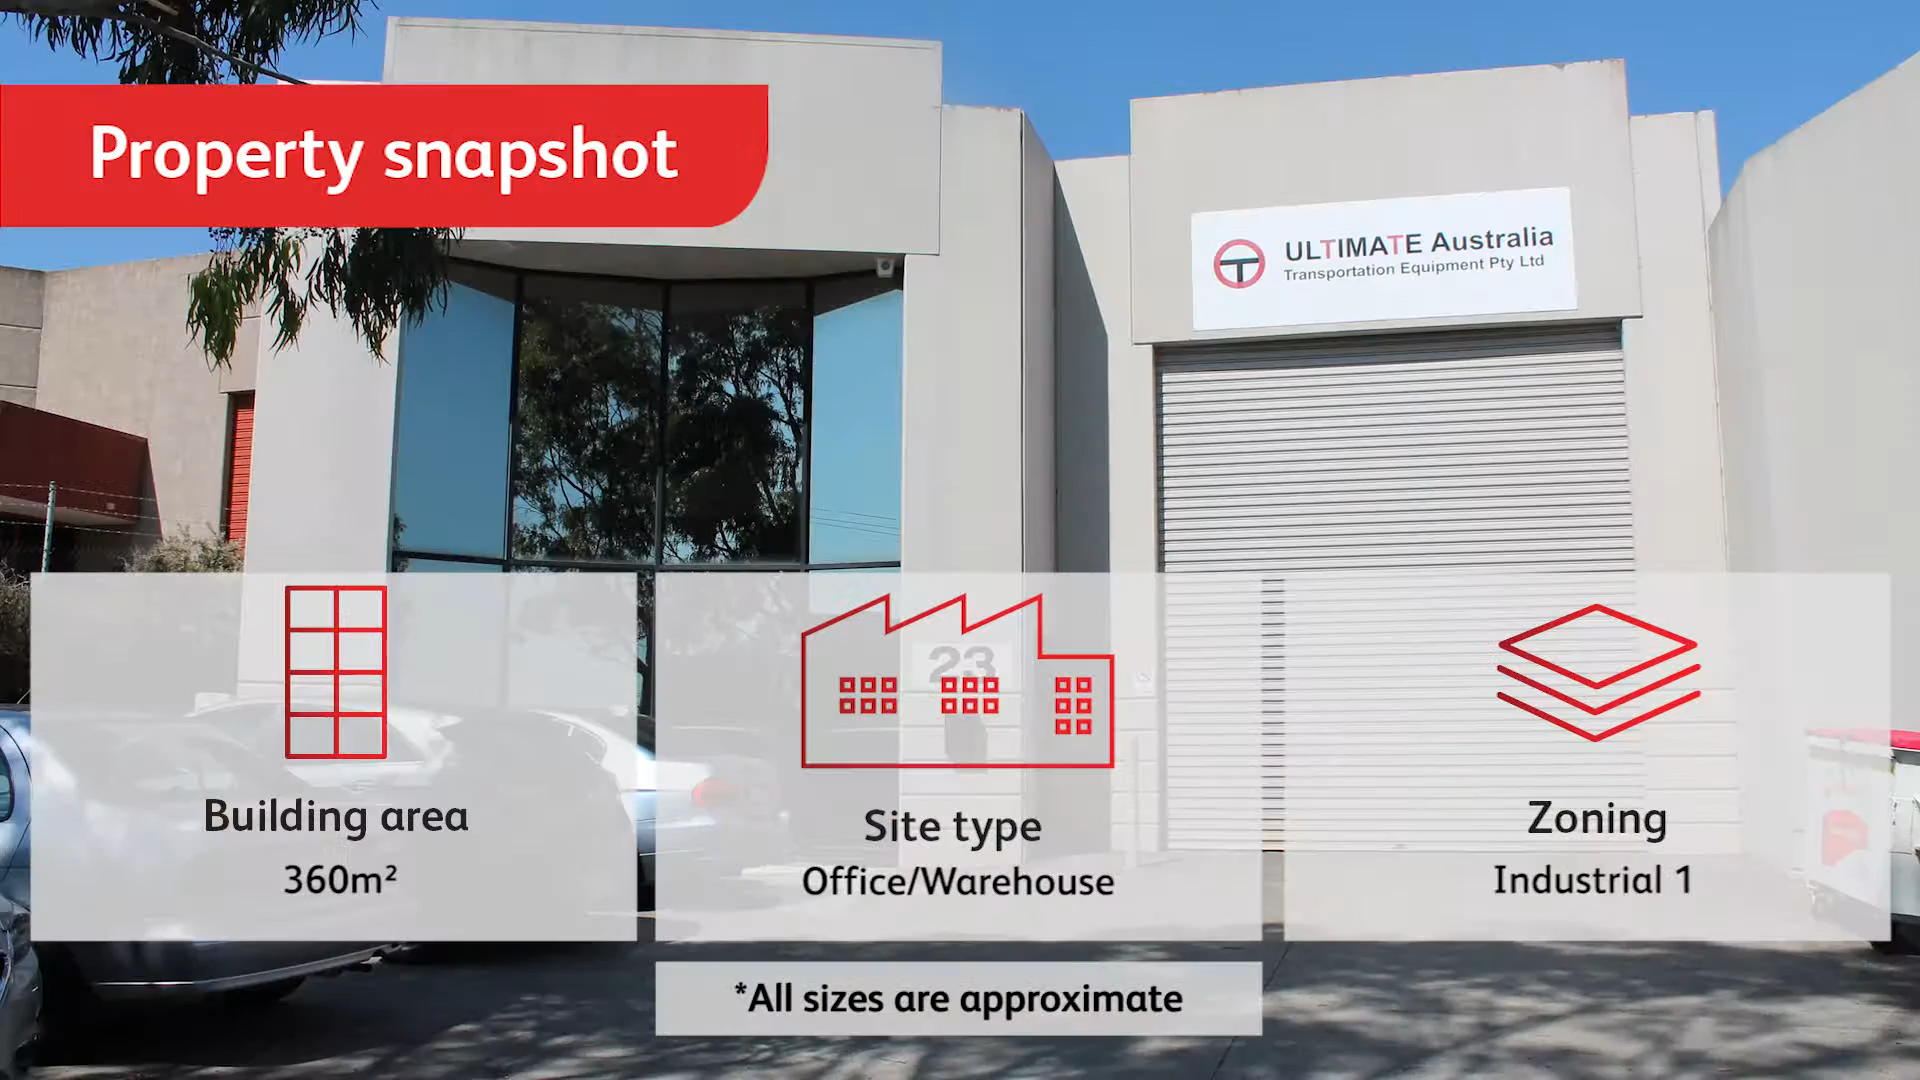 Property snapshot
ULTIMATE Australia
Transportation Equipment Pty Ltd
23
Building area
360m²
Site type
Office/Warehouse
Zoning
Industrial 1
*All sizes are approximate